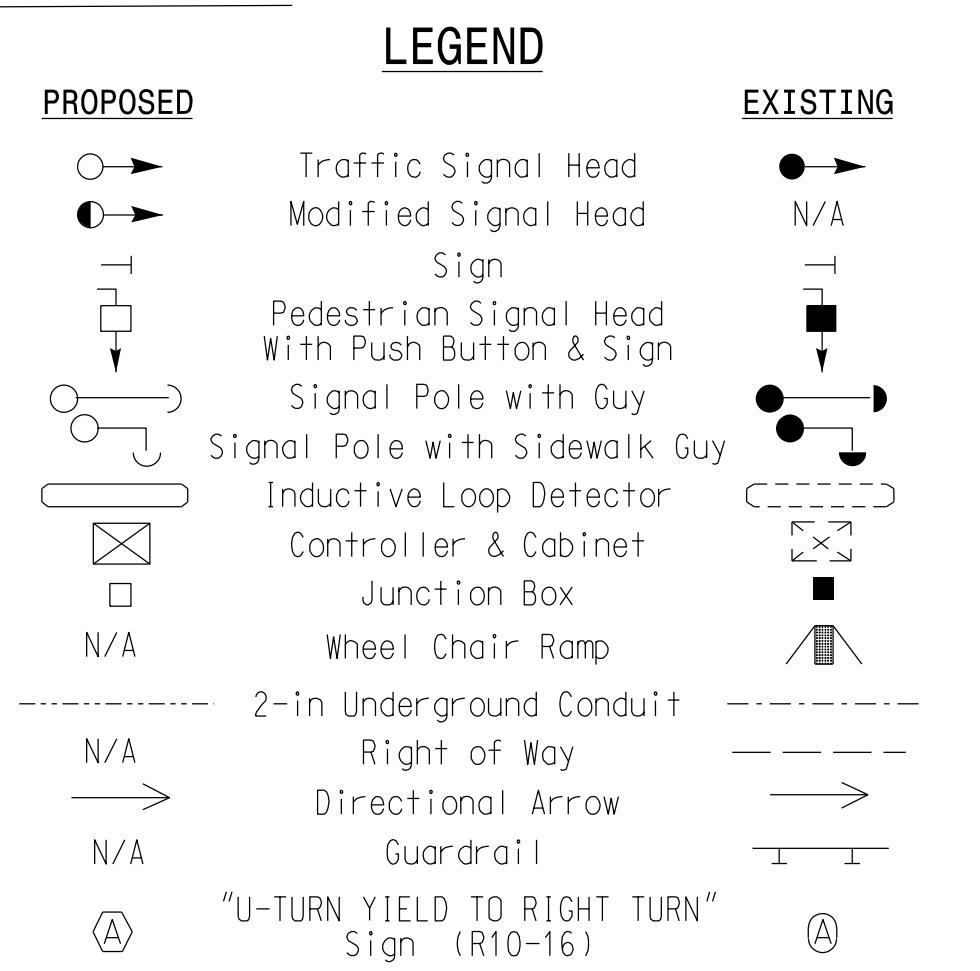 LEGEND
PROPOSED EXISTING
Traffic Signal Head
Modified Signal Head N/A
Sign
Pedestrian Signal Head
With Push Button & Sign
Signal Pole with Guy
Signal Pole with Sidewalk Guy
Inductive Loop Detector
Controller & Cabinet
Junction Box
N/A Wheel Chair Ramp
2-in Underground Conduit
N/A Right of Way
Directional Arrow
N/A Guardrail
"U-TURN YIELD TO RIGHT TURN"
A Sign (R10-16) A